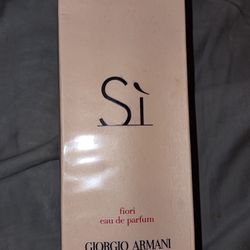 Sì
fiori
eau de parfum
GIORGIO ARMANI